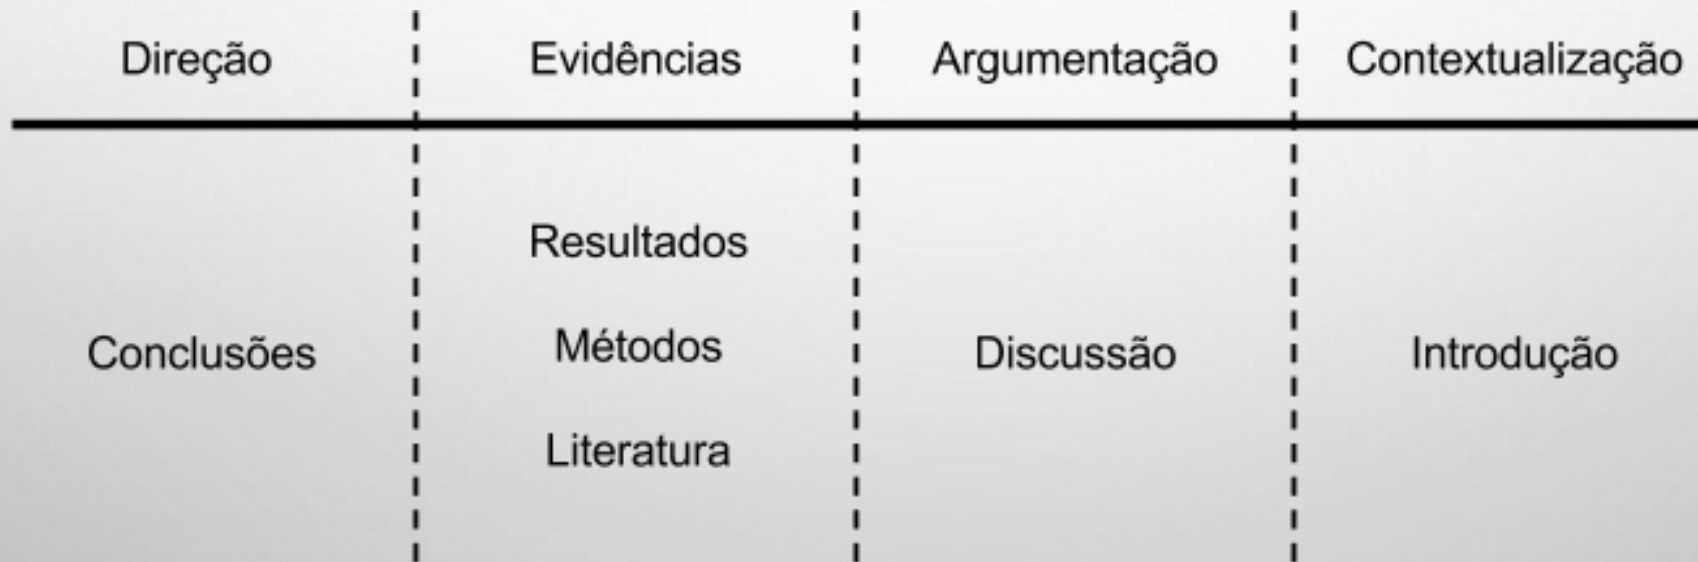 Direção
Evidências
Argumentação
Contextualização
Resultados
Métodos
Conclusões
Discussão
Introdução
Literatura